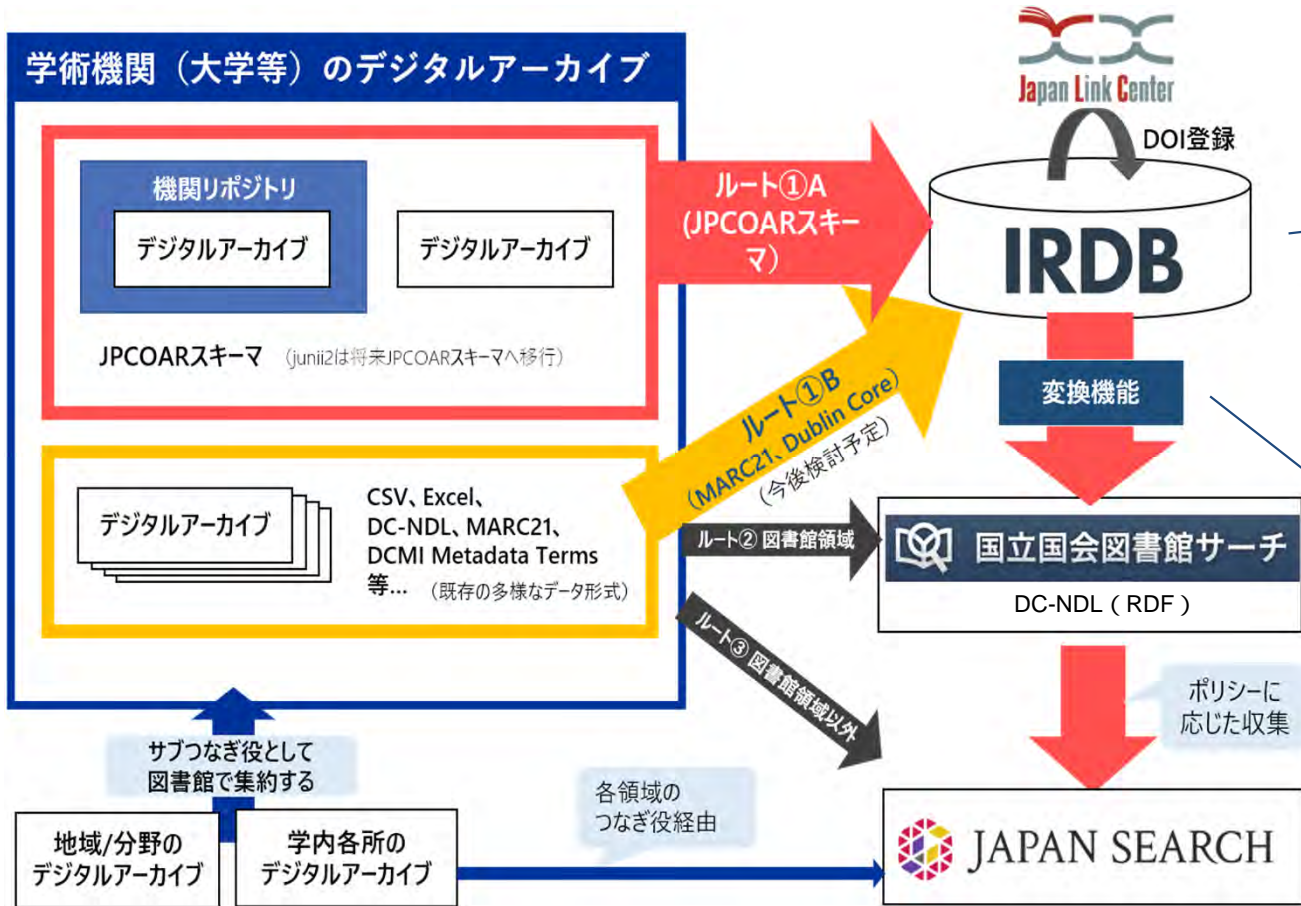 学術機関（大学等）のデジタルアーカイブ
機関リポジトリ
デジタルアーカイブ
デジタルアーカイブ
JPCOARスキーマ （junii2は将来JPCOARスキーマへ移行）
デジタルアーカイブ
CSV、Excel、
DC-NDL、MARC21、
DCMI Metadata Terms
等... （既存の多様なデータ形式）
サブつなぎ役として
図書館で集約する
地域/分野の
デジタルアーカイブ
学内各所の
デジタルアーカイブ
ルート①A
(JPCOARスキー
マ)
ルート①B
(MARC21、Dublin Core)
(今後検討予定)
ルート② 図書館領域
ルート③ 図書館領域以外
各領域の
つなぎ役経由
Japan Link Center
DOI登録
IRDB
変換機能
国立国会図書館サーチ
DC-NDL（RDF）
ポリシーに
応じた収集
JAPAN SEARCH